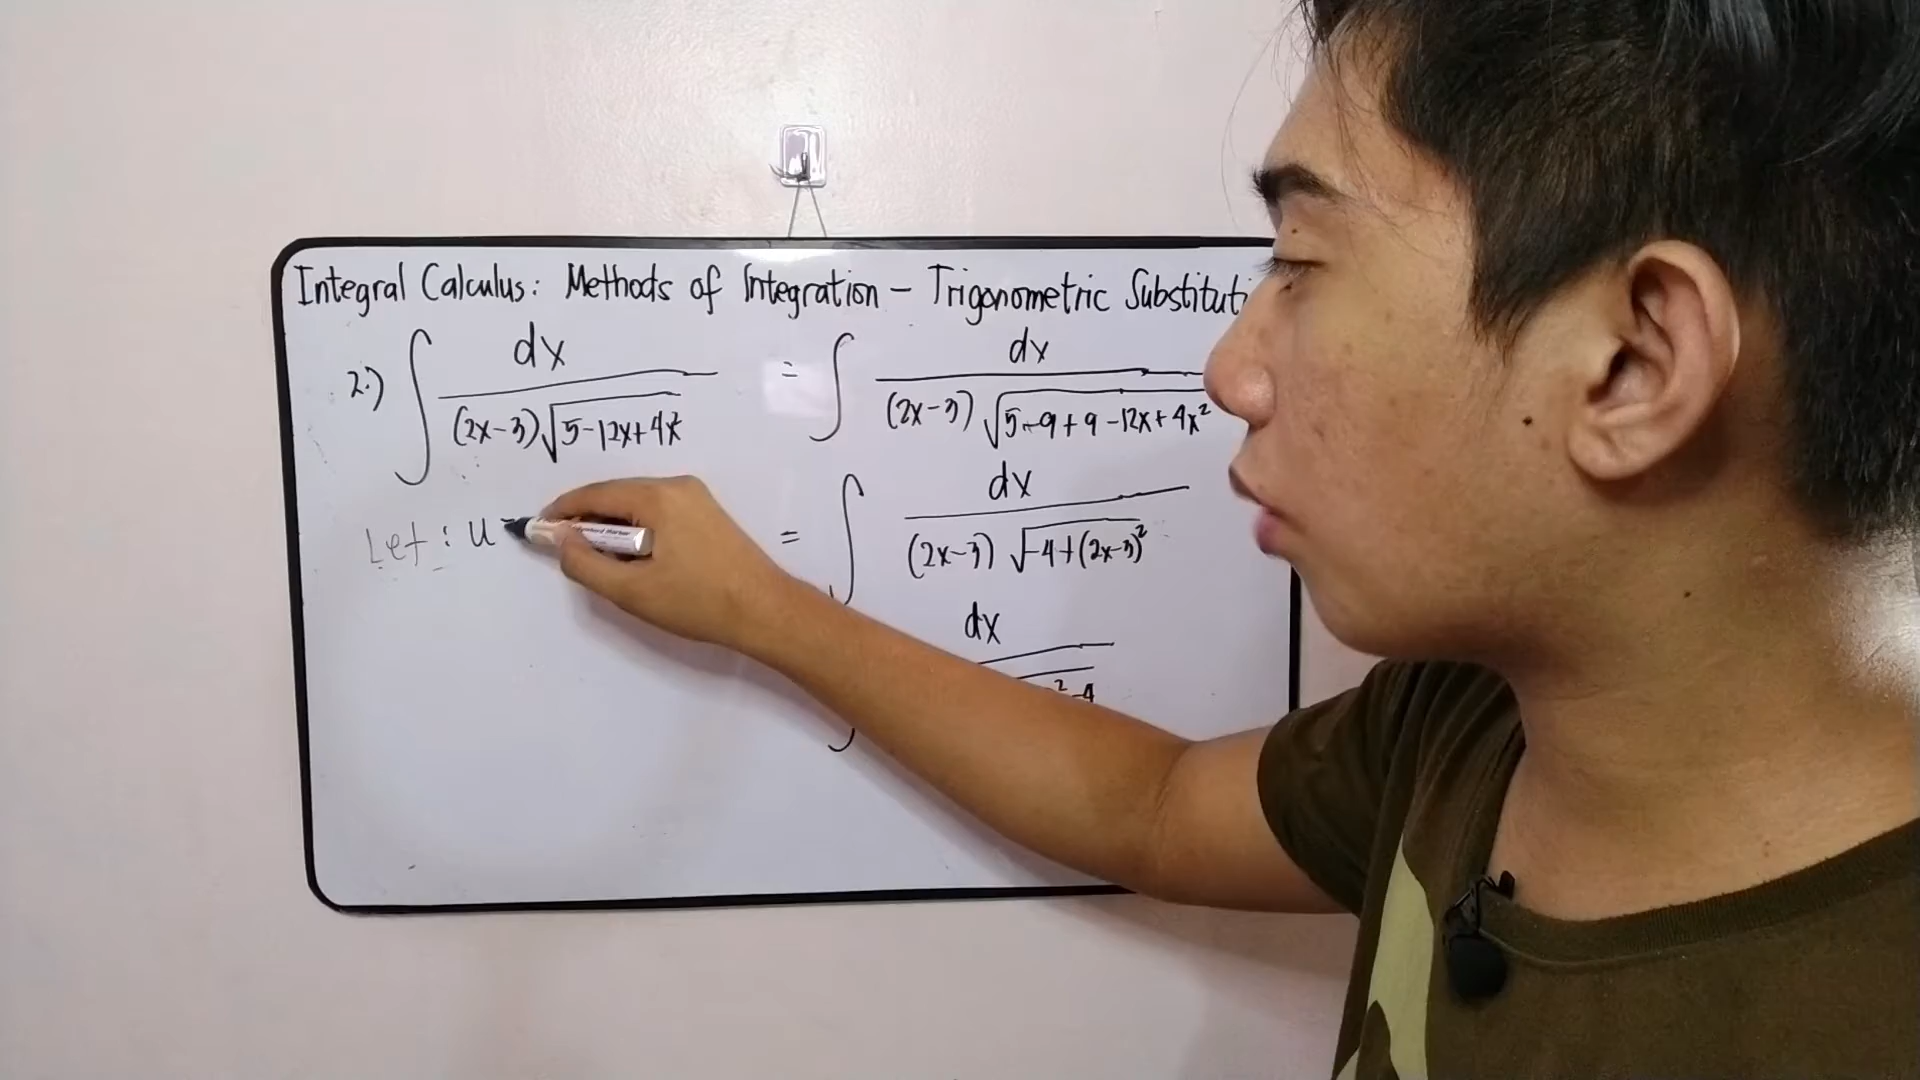 Integral Calculus: Methods of Integration - Trigonometric Substituti
2.) ∫ dx / (2x-3)√5-12x+4x² = ∫ dx / (2x-3)√5-9+9-12x+4x²
Let: u = ∫ dx / (2x-3)√-4+(2x-3)²
dx
² -4